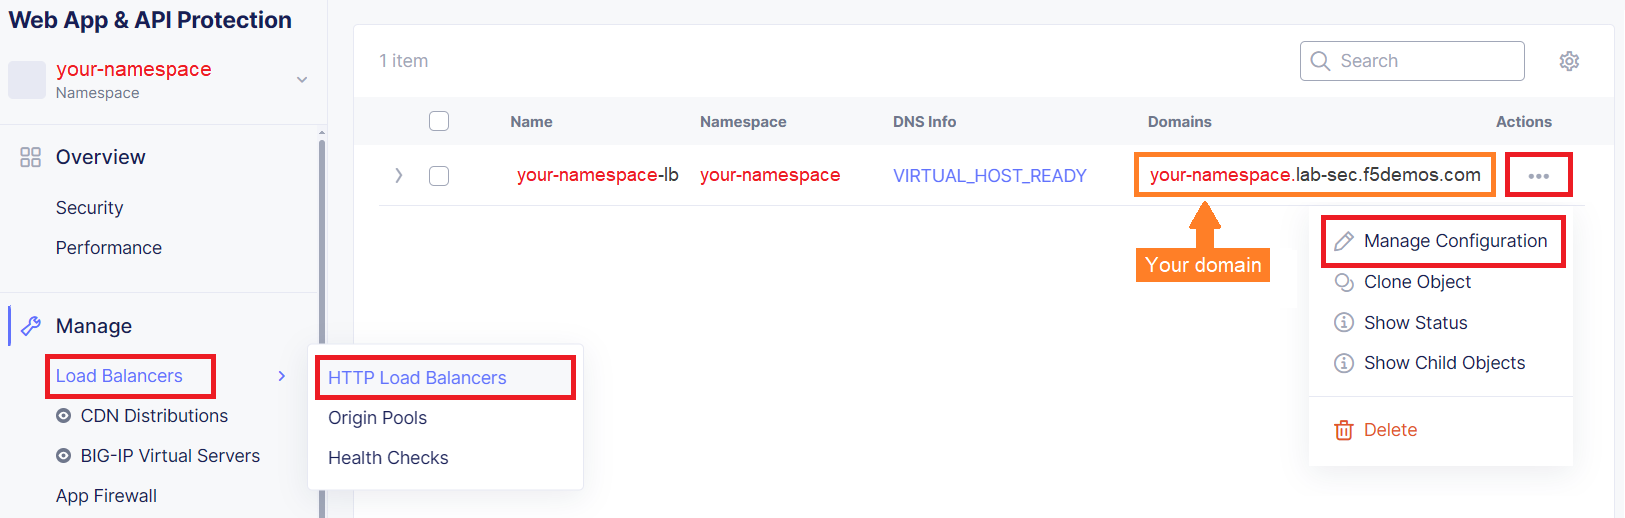 Web App & API Protection
your-namespace
Namespace
Overview
Security
Performance
Manage
Load Balancers
CDN Distributions
BIG-IP Virtual Servers
App Firewall
HTTP Load Balancers
Origin Pools
Health Checks
1 item
Search
Name Namespace DNS Info Domains Actions
your-namespace-lb your-namespace VIRTUAL_HOST_READY your-namespace.lab-sec.f5demos.com
Your domain
Manage Configuration
Clone Object
Show Status
Show Child Objects
Delete